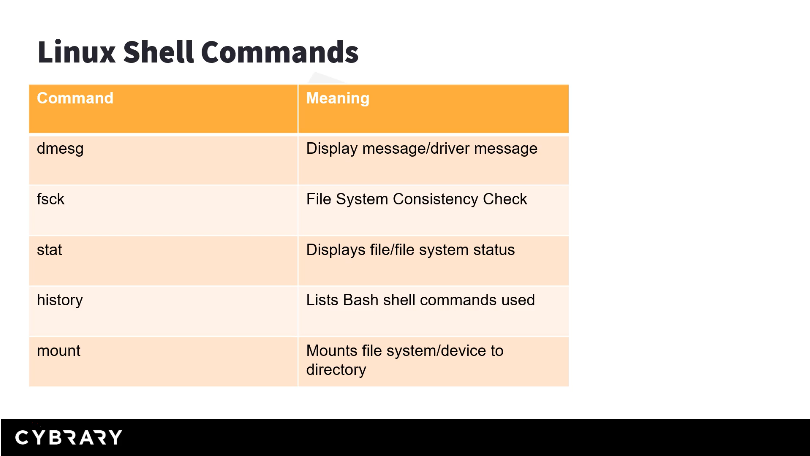 Linux Shell Commands
Command Meaning
dmesg Display message/driver message
fsck File System Consistency Check
stat Displays file/file system status
history Lists Bash shell commands used
mount Mounts file system/device to
directory
CYBRARY